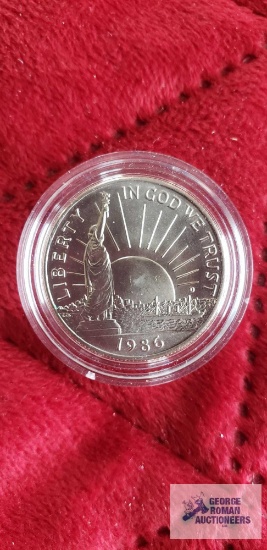 LIBERTY
IN GOD WE TRUST
1986
GEORGE
ROMAN
AUCTIONEERS